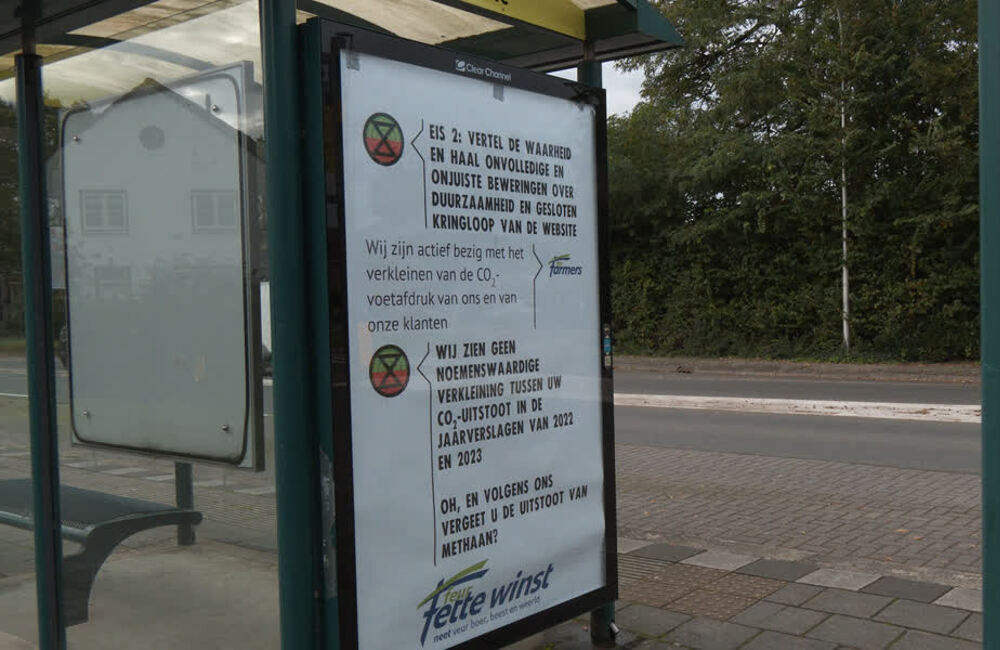 Clear Channel
EIS 2: VERTEL DE WAARHEID
EN HAAL ONVOLLEDIGE EN
ONJUISTE BEWERINGEN OVER
DUURZAAMHEID EN GESLOTEN
KRINGLOOP VAN DE WEBSITE
Wij zijn actief bezig met het
verkleinen van de CO₂-
voetafdruk van ons en van
onze klanten
farmers
WIJ ZIEN GEEN
NOEMENSWAARDIGE
VERKLEINING TUSSEN UW
CO₂-UITSTOOT IN DE
JAARVERSLAGEN VAN 2022
EN 2023
OH, EN VOLGENS ONS
VERGEET U DE UITSTOOT VAN
METHAAN?
feur
fette winst
neet veur boer, beest en weerld